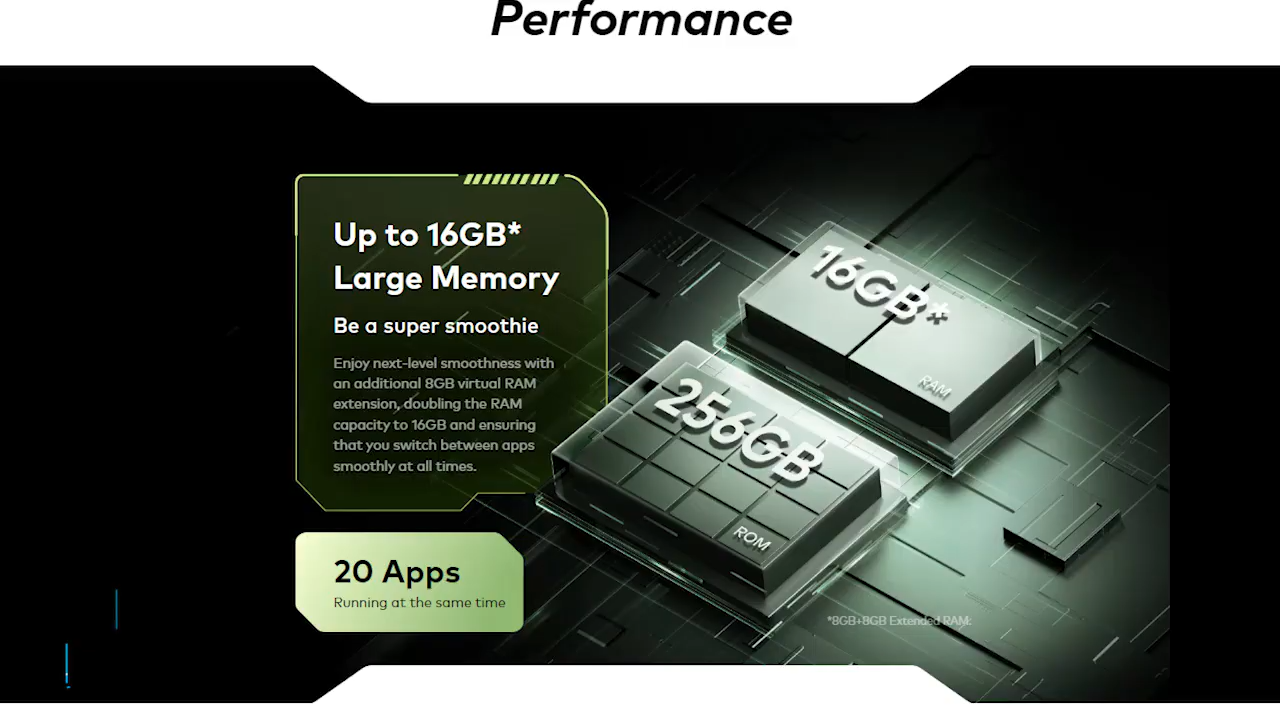 Performance
Up to 16GB*
Large Memory
Be a super smoothie
Enjoy next-level smoothness with
an additional 8GB virtual RAM
extension, doubling the RAM
capacity to 16GB and ensuring
that you switch between apps
smoothly at all times.
20 Apps
Running at the same time
16GB*
RAM
256GB
ROM
*8GB+8GB Extended RAM.